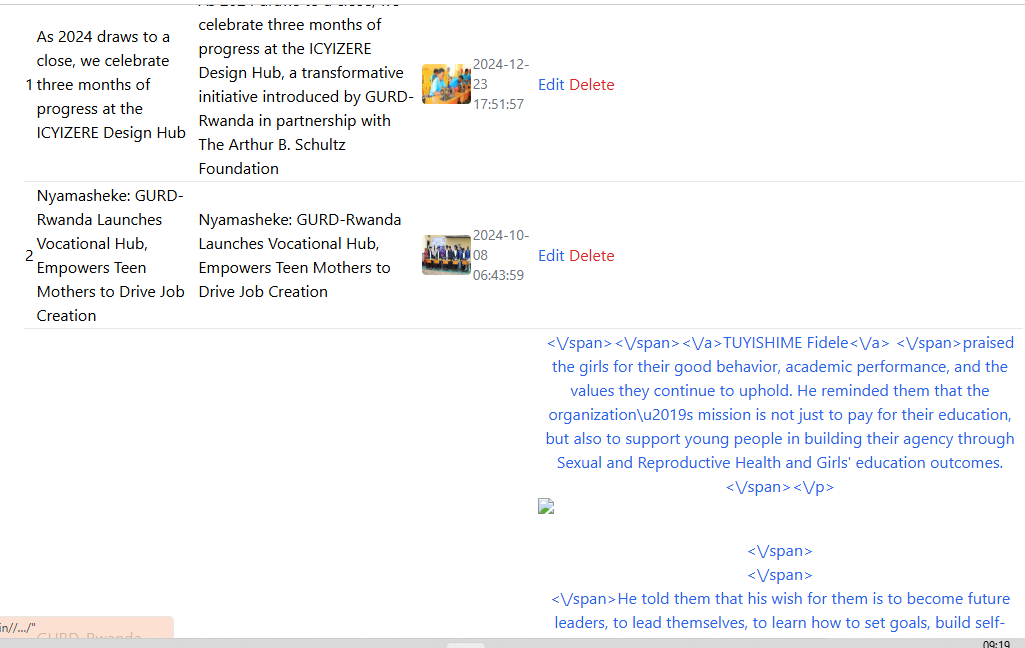 As 2024 draws to a close, we
As 2024 draws to a
close, we celebrate
1 three months of
progress at the
ICYIZERE Design Hub
celebrate three months of
progress at the ICYIZERE
Design Hub, a transformative
initiative introduced by GURD-
Rwanda in partnership with
The Arthur B. Schultz
Foundation
2024-12-
23
17:51:57
Edit Delete
Nyamasheke: GURD-
Rwanda Launches
2 Vocational Hub,
Empowers Teen
Mothers to Drive Job
Creation
Nyamasheke: GURD-Rwanda
Launches Vocational Hub,
Empowers Teen Mothers to
Drive Job Creation
2024-10-
08
06:43:59
Edit Delete
<\/span><\/span><\/a>TUYISHIME Fidele<\/a> <\/span>praised
the girls for their good behavior, academic performance, and the
values they continue to uphold. He reminded them that the
organization\u2019s mission is not just to pay for their education,
but also to support young people in building their agency through
Sexual and Reproductive Health and Girls' education outcomes.
<\/span><\/p>
<\/span>
<\/span>
<\/span>He told them that his wish for them is to become future
leaders, to lead themselves, to learn how to set goals, build self-
in//.../"
GURD-Rwanda
09:19